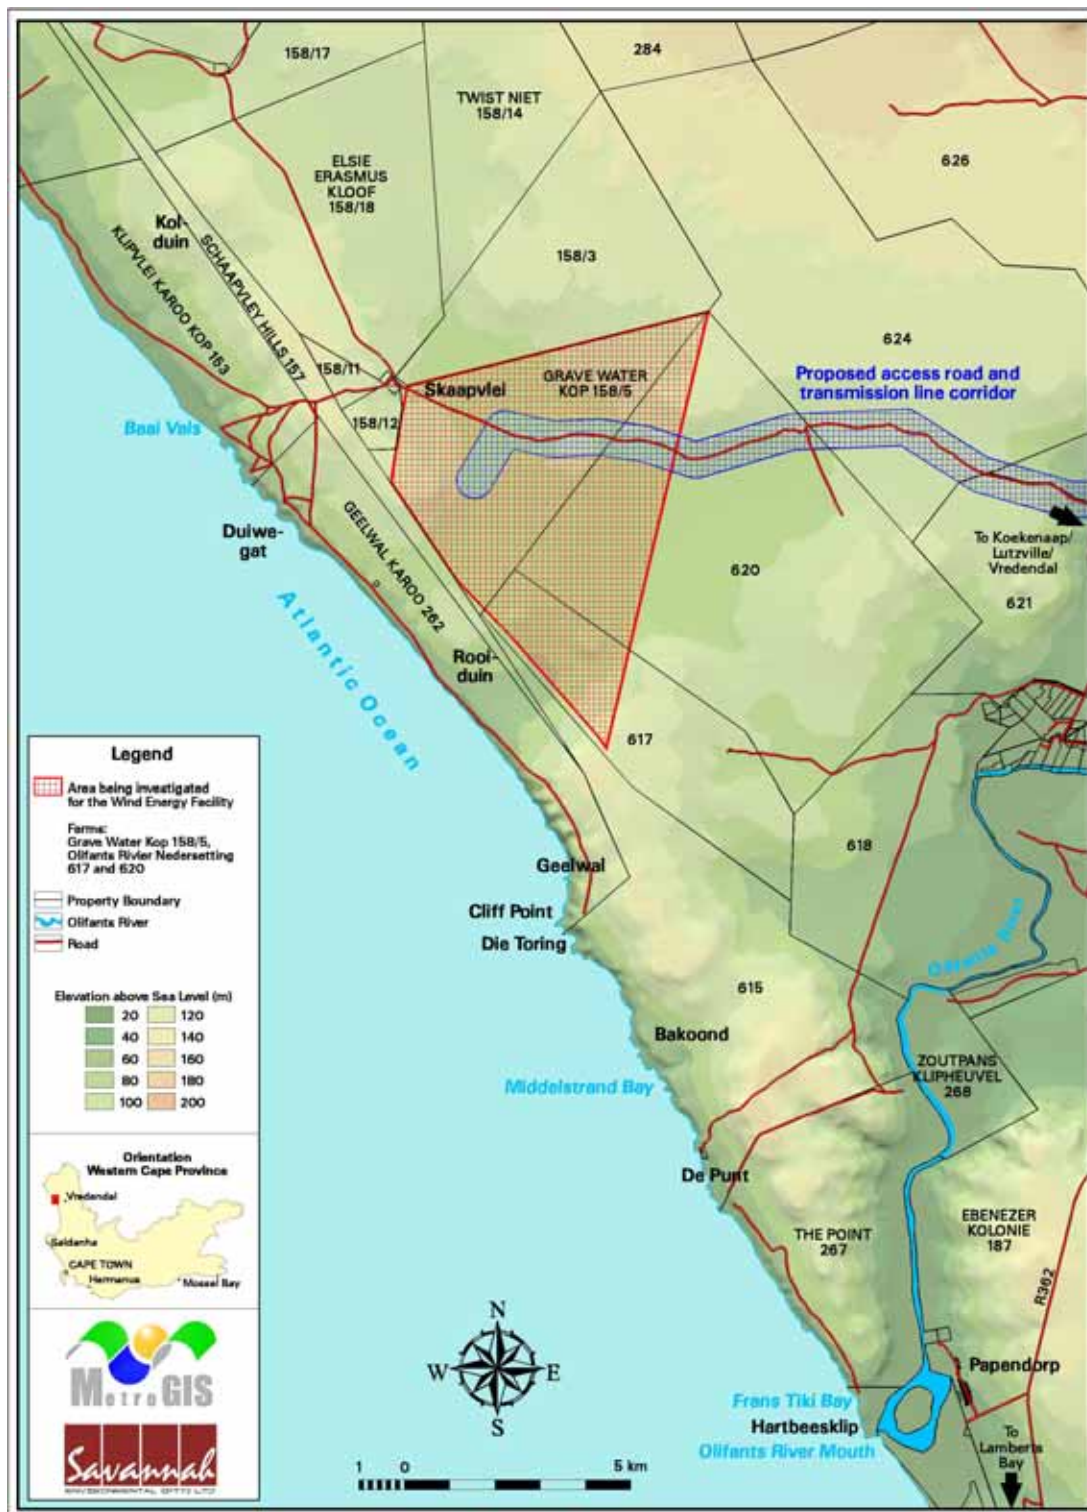 158/17
284
TWIST NIET
158/14
626
ELSIE
ERASMUS
KLOOF
158/18
Kol-
duin
SCHAAPVLEY HILLS 157
KLIPVLEI KAROO KOP 153
158/3
624
158/11
Skaapvlei
GRAVE WATER
KOP 158/5
Proposed access road and
transmission line corridor
Baai Vals
158/12
Duiwe-
gat
GEELWAL KAROO 262
To Koekenaap/
Lutzville/
Vredendal
620
621
Atlantic Ocean
Rooi-
duin
617
618
Geelwal
Cliff Point
Die Toring
Olifants River
615
Bakoond
Middelstrand Bay
ZOUTPANS
KLIPHEUVEL
268
De Punt
THE POINT
267
EBENEZER
KOLONIE
187
R362
Papendorp
Frans Tiki Bay
Hartbeesklip
Olifants River Mouth
To
Lamberts
Bay
Legend
Area being investigated
for the Wind Energy Facility
Farms:
Grave Water Kop 158/5,
Olifants Rivier Nedersetting
617 and 620
Property Boundary
Olifants River
Road
Elevation above Sea Level (m)
20 120
40 140
60 160
80 180
100 200
Orientation
Western Cape Province
Vredendal
Saldanha
CAPE TOWN
Hermanus
Mossel Bay
MetroGIS
Savannah
ENVIRONMENTAL (PTY) LTD
N
W E
S
1 0 5 km